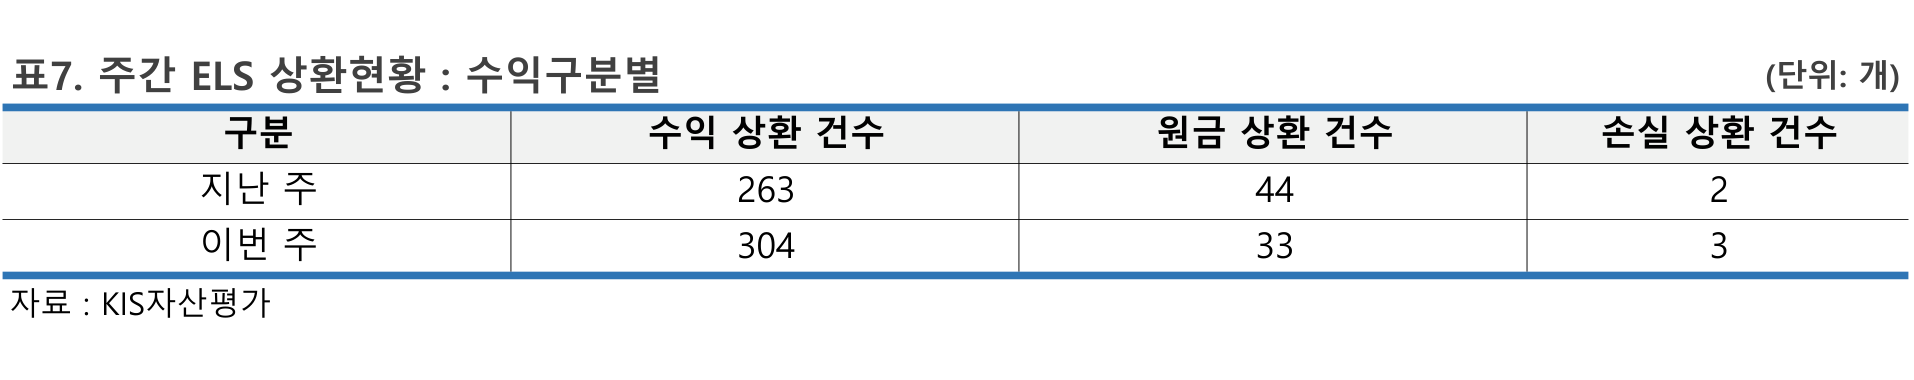 표7. 주간 ELS 상환현황 : 수익구분별 (단위: 개)
구분 수익 상환 건수 원금 상환 건수 손실 상환 건수
지난 주 263 44 2
이번 주 304 33 3
자료 : KIS자산평가